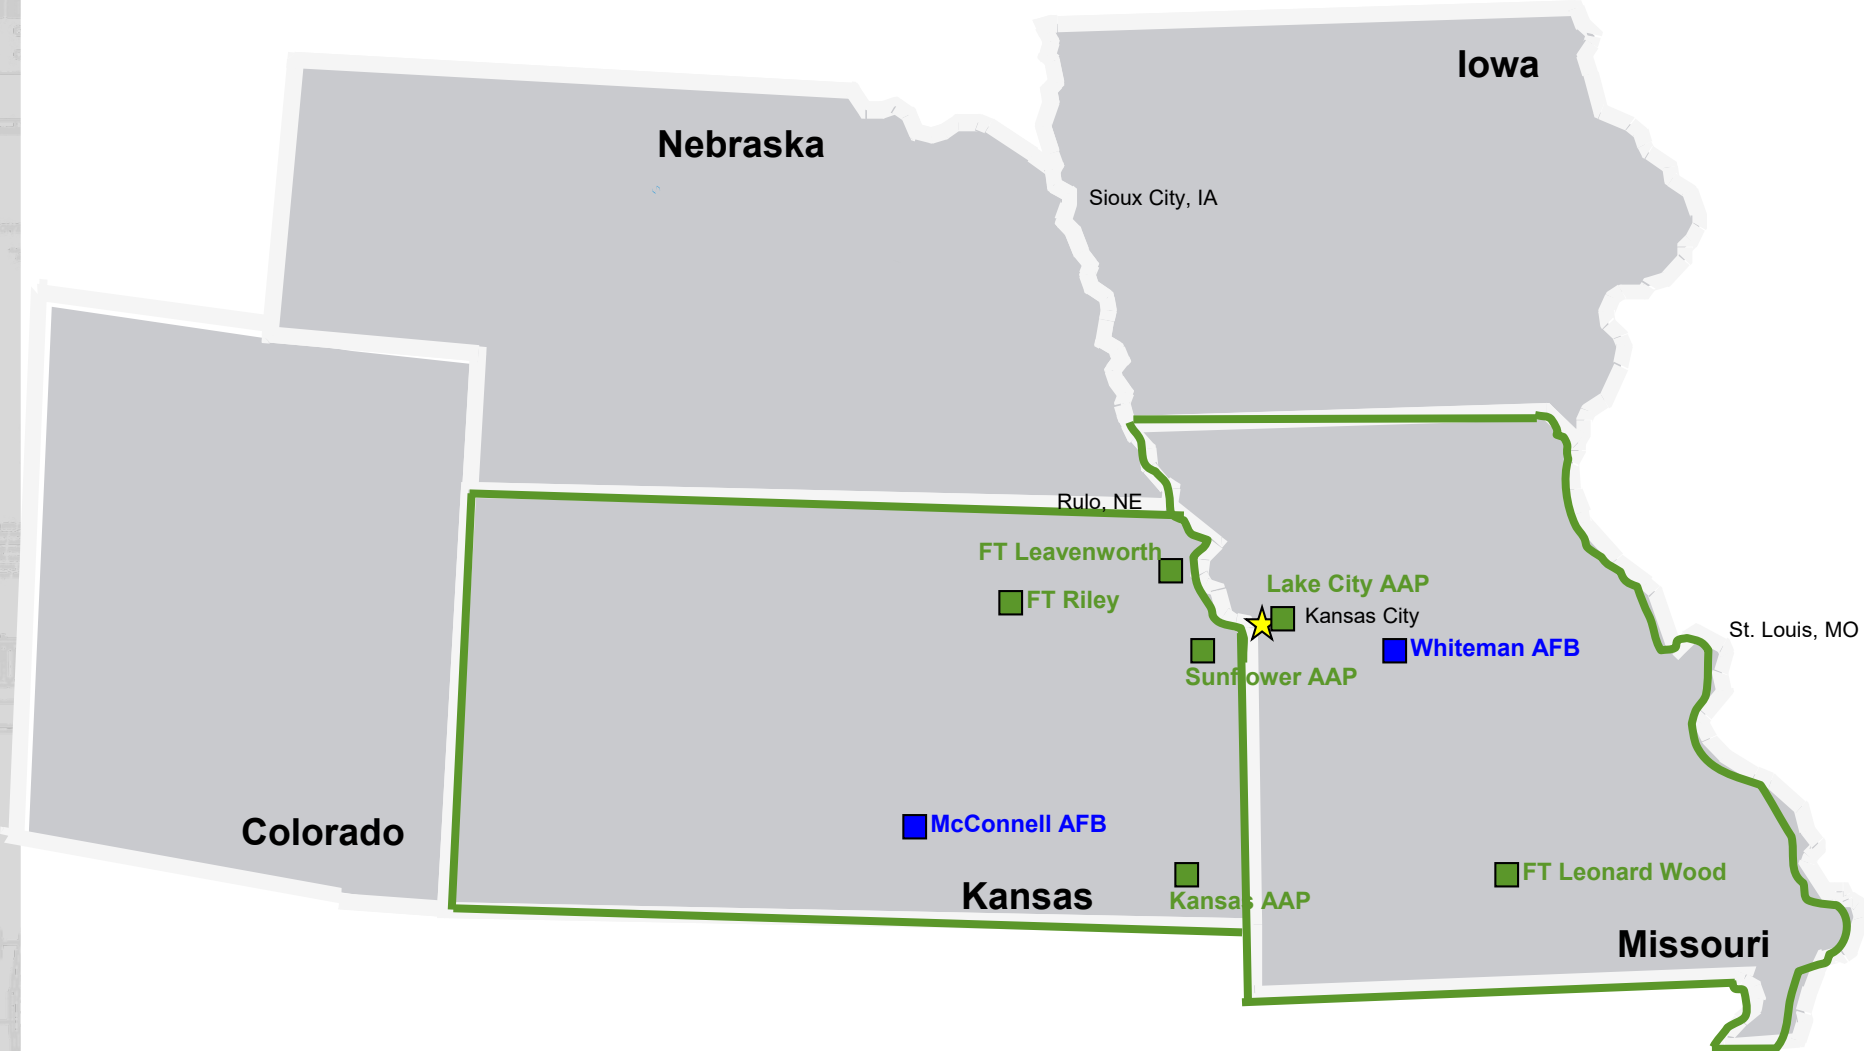 Iowa
Nebraska
Sioux City, IA
Rulo, NE
FT Leavenworth
Lake City AAP
FT Riley
Kansas City
St. Louis, MO
Whiteman AFB
Sunflower AAP
McConnell AFB
Colorado
FT Leonard Wood
Kansas
Kansas AAP
Missouri